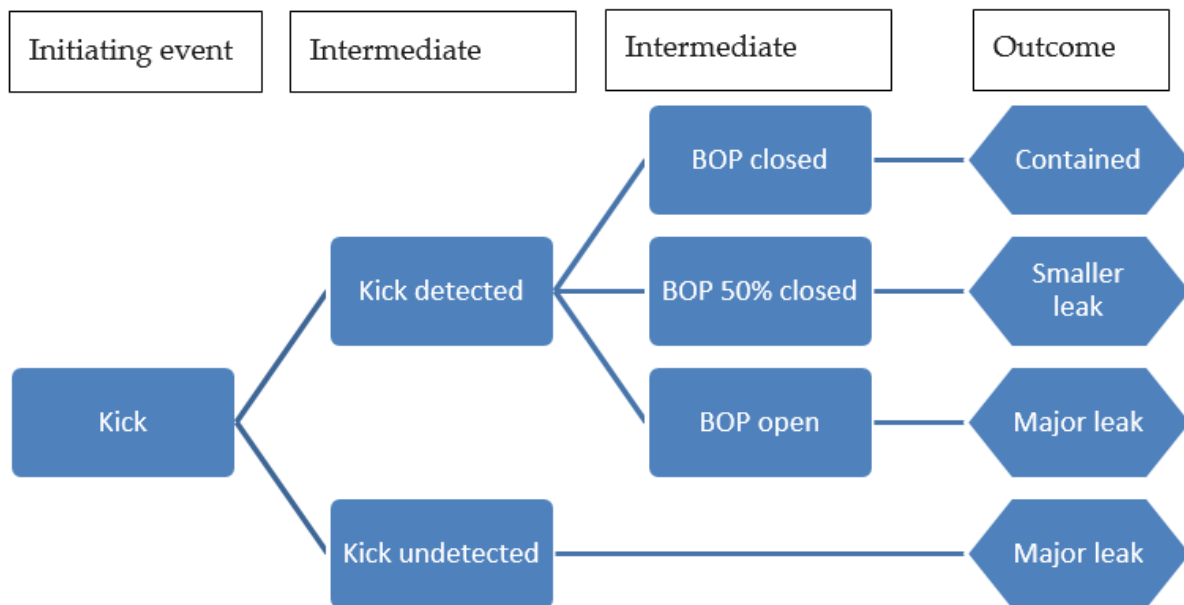 Initiating event
Intermediate
Intermediate
Outcome
BOP closed
Contained
Kick detected
BOP 50% closed
Smaller
leak
Kick
BOP open
Major leak
Kick undetected
Major leak